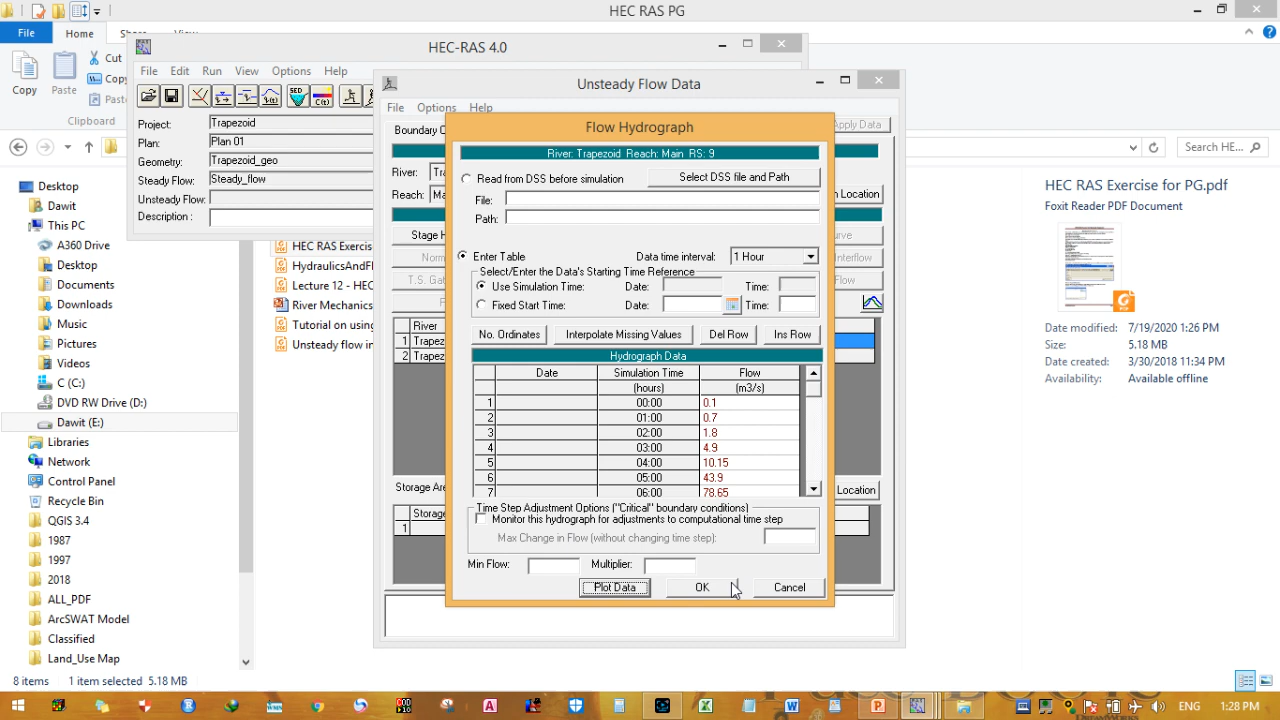 HEC RAS PG
File
Home
View
Copy
Paste
Cut
Clipboard
Search HE...
HEC-RAS 4.0
File Edit Run View Options Help
Project: Trapezoid
Plan: Plan 01
Geometry: Trapezoid_geo
Steady Flow: Steady_flow
Unsteady Flow:
Description :
Unsteady Flow Data
File Options Help
Boundary C
Apply Data
River:
Reach:
n Location
Stage H
Interflow
Flow
S. Gat
River
1 Trapez
2 Trapez
Storage Are
Location
Storage
1
Flow Hydrograph
River: Trapezoid Reach: Main RS: 9
Read from DSS before simulation
Select DSS file and Path
File:
Path:
Enter Table
Data time interval: 1 Hour
Select/Enter the Data's Starting Time Reference
Use Simulation Time: Date: Time:
Fixed Start Time: Date: Time:
No. Ordinates
Interpolate Missing Values
Del Row
Ins Row
Hydrograph Data
Date Simulation Time Flow
(hours) (m3/s)
1 00:00 0.1
2 01:00 0.7
3 02:00 1.8
4 03:00 4.9
5 04:00 10.15
6 05:00 43.9
7 06:00 78.65
Time Step Adjustment Options ("Critical" boundary conditions)
Monitor this hydrograph for adjustments to computational time step
Max Change in Flow (without changing time step):
Min Flow: Multiplier:
Plot Data
OK
Cancel
Desktop
Dawit
This PC
A360 Drive
Desktop
Documents
Downloads
Music
Pictures
Videos
C (C:)
DVD RW Drive (D:)
Dawit (E:)
Libraries
Network
Control Panel
Recycle Bin
QGIS 3.4
1987
1997
2018
ALL_PDF
ArcSWAT Model
Classified
Land_Use Map
HEC RAS Exercis
HydraulicsAnd
Lecture 12 - HEC
River Mechanic
Tutorial on using
Unsteady flow in
HEC RAS Exercise for PG.pdf
Foxit Reader PDF Document
Date modified: 7/19/2020 1:26 PM
Size: 5.18 MB
Date created: 3/30/2018 11:34 PM
Availability: Available offline
8 items 1 item selected 5.18 MB
ENG
1:28 PM